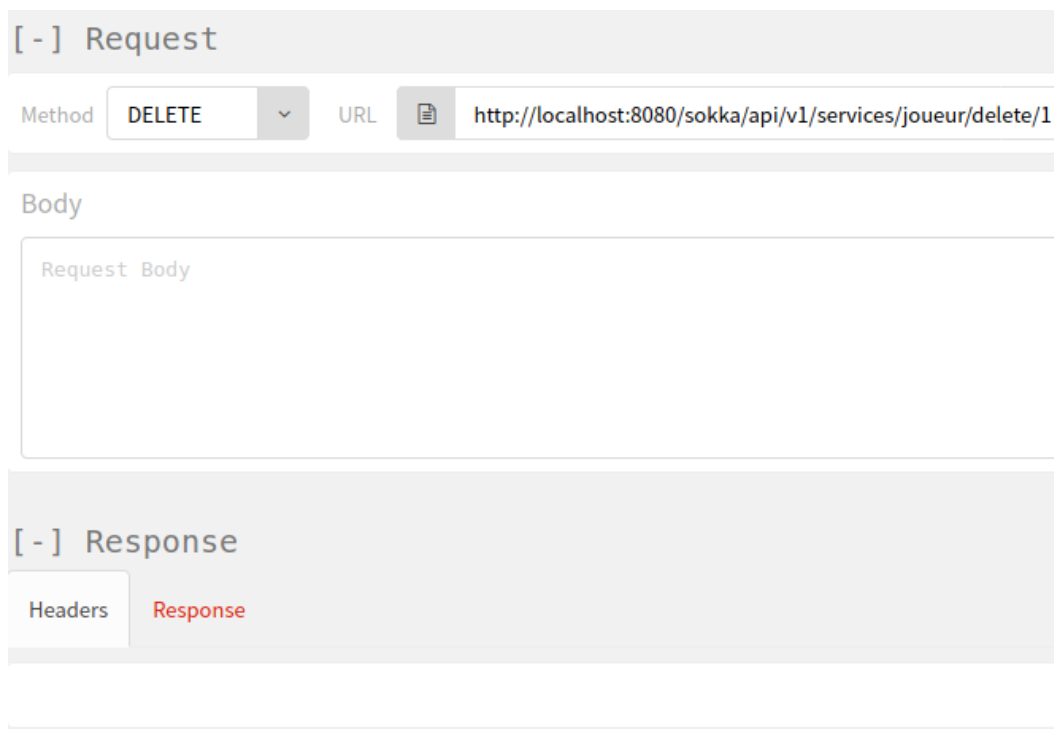 [-] Request
Method DELETE URL http://localhost:8080/sokka/api/v1/services/joueur/delete/1
Body
Request Body
[-] Response
Headers Response